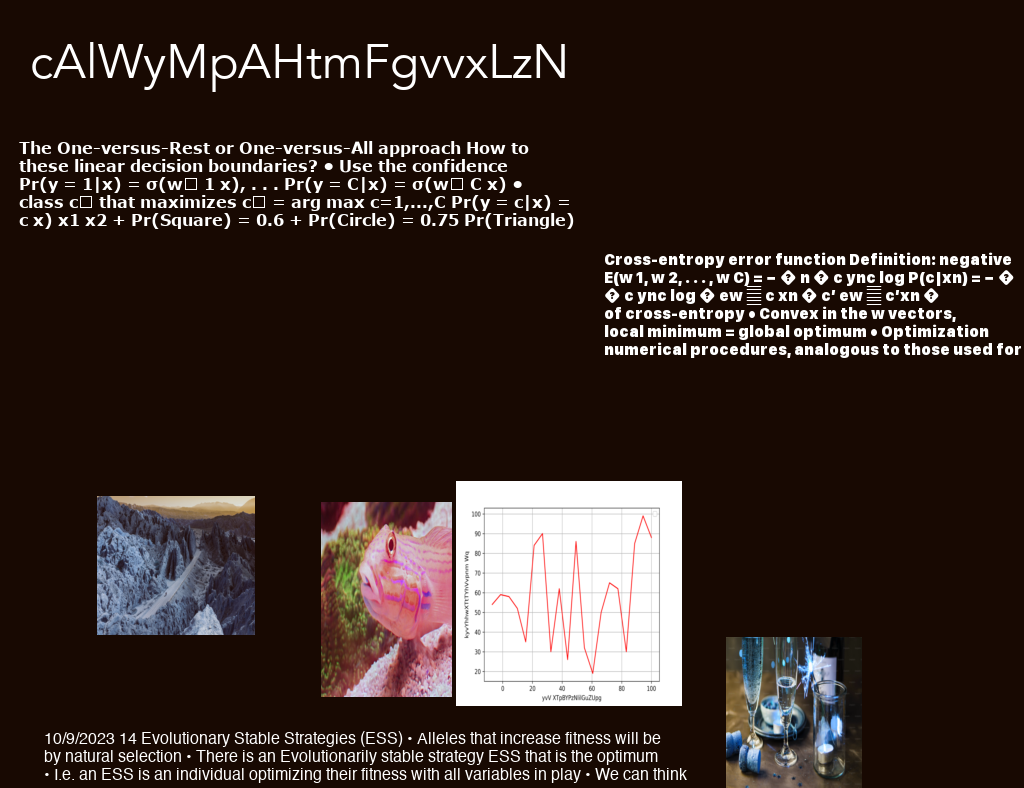 cAlWyMpAHtmFgvvxLzN
The One-versus-Rest or One-versus-All approach How to
these linear decision boundaries? • Use the confidence
Pr(y = 1|x) = σ(w□ 1 x), . . . Pr(y = C|x) = σ(w□ C x) •
class c□ that maximizes c□ = arg max c=1,...,C Pr(y = c|x) =
c x) x1 x2 + Pr(Square) = 0.6 + Pr(Circle) = 0.75 Pr(Triangle)
Cross-entropy error function Definition: negative
E(w 1, w 2, . . . , w C) = − � n � c ync log P(c|xn) = − �
� c ync log � ew c xn � c′ ew c′xn �
of cross-entropy • Convex in the w vectors,
local minimum = global optimum • Optimization
numerical procedures, analogous to those used for
100
90
80
70
60
50
40
30
20
0 20 40 60 80 100
10/9/2023 14 Evolutionary Stable Strategies (ESS) • Alleles that increase fitness will be
by natural selection • There is an Evolutionarily stable strategy ESS that is the optimum
• I.e. an ESS is an individual optimizing their fitness with all variables in play • We can think